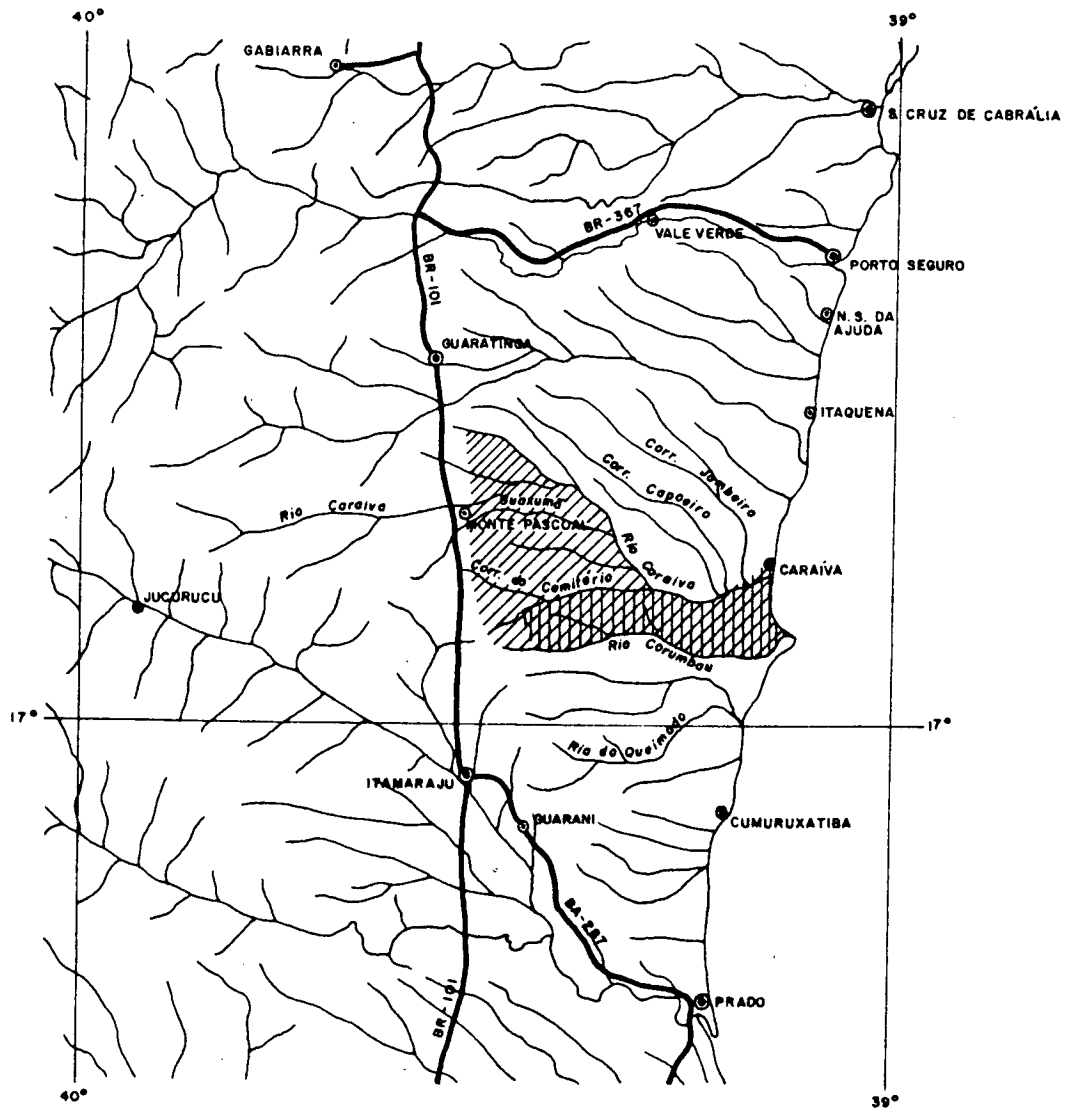 40°
39°
GABIARRA
S. CRUZ DE CABRÁLIA
BR-367
VALE VERDE
PORTO SEGURO
BR-101
N.S. DA
AJUDA
GUARATINGA
ITAQUENA
Corr. Jambeiro
Corr. Capoeira
Rio Caraíva
Buaxuma
MONTE PASCOAL
Rio Caraíva
CARAÍVA
Corr. do Cemitério
JUCURUCU
Rio Corumbau
17°
17°
Rio do Queimado
ITAMARAJU
GUARANI
CUMURUXATIBA
BA-287
PRADO
BR-101
40°
39°